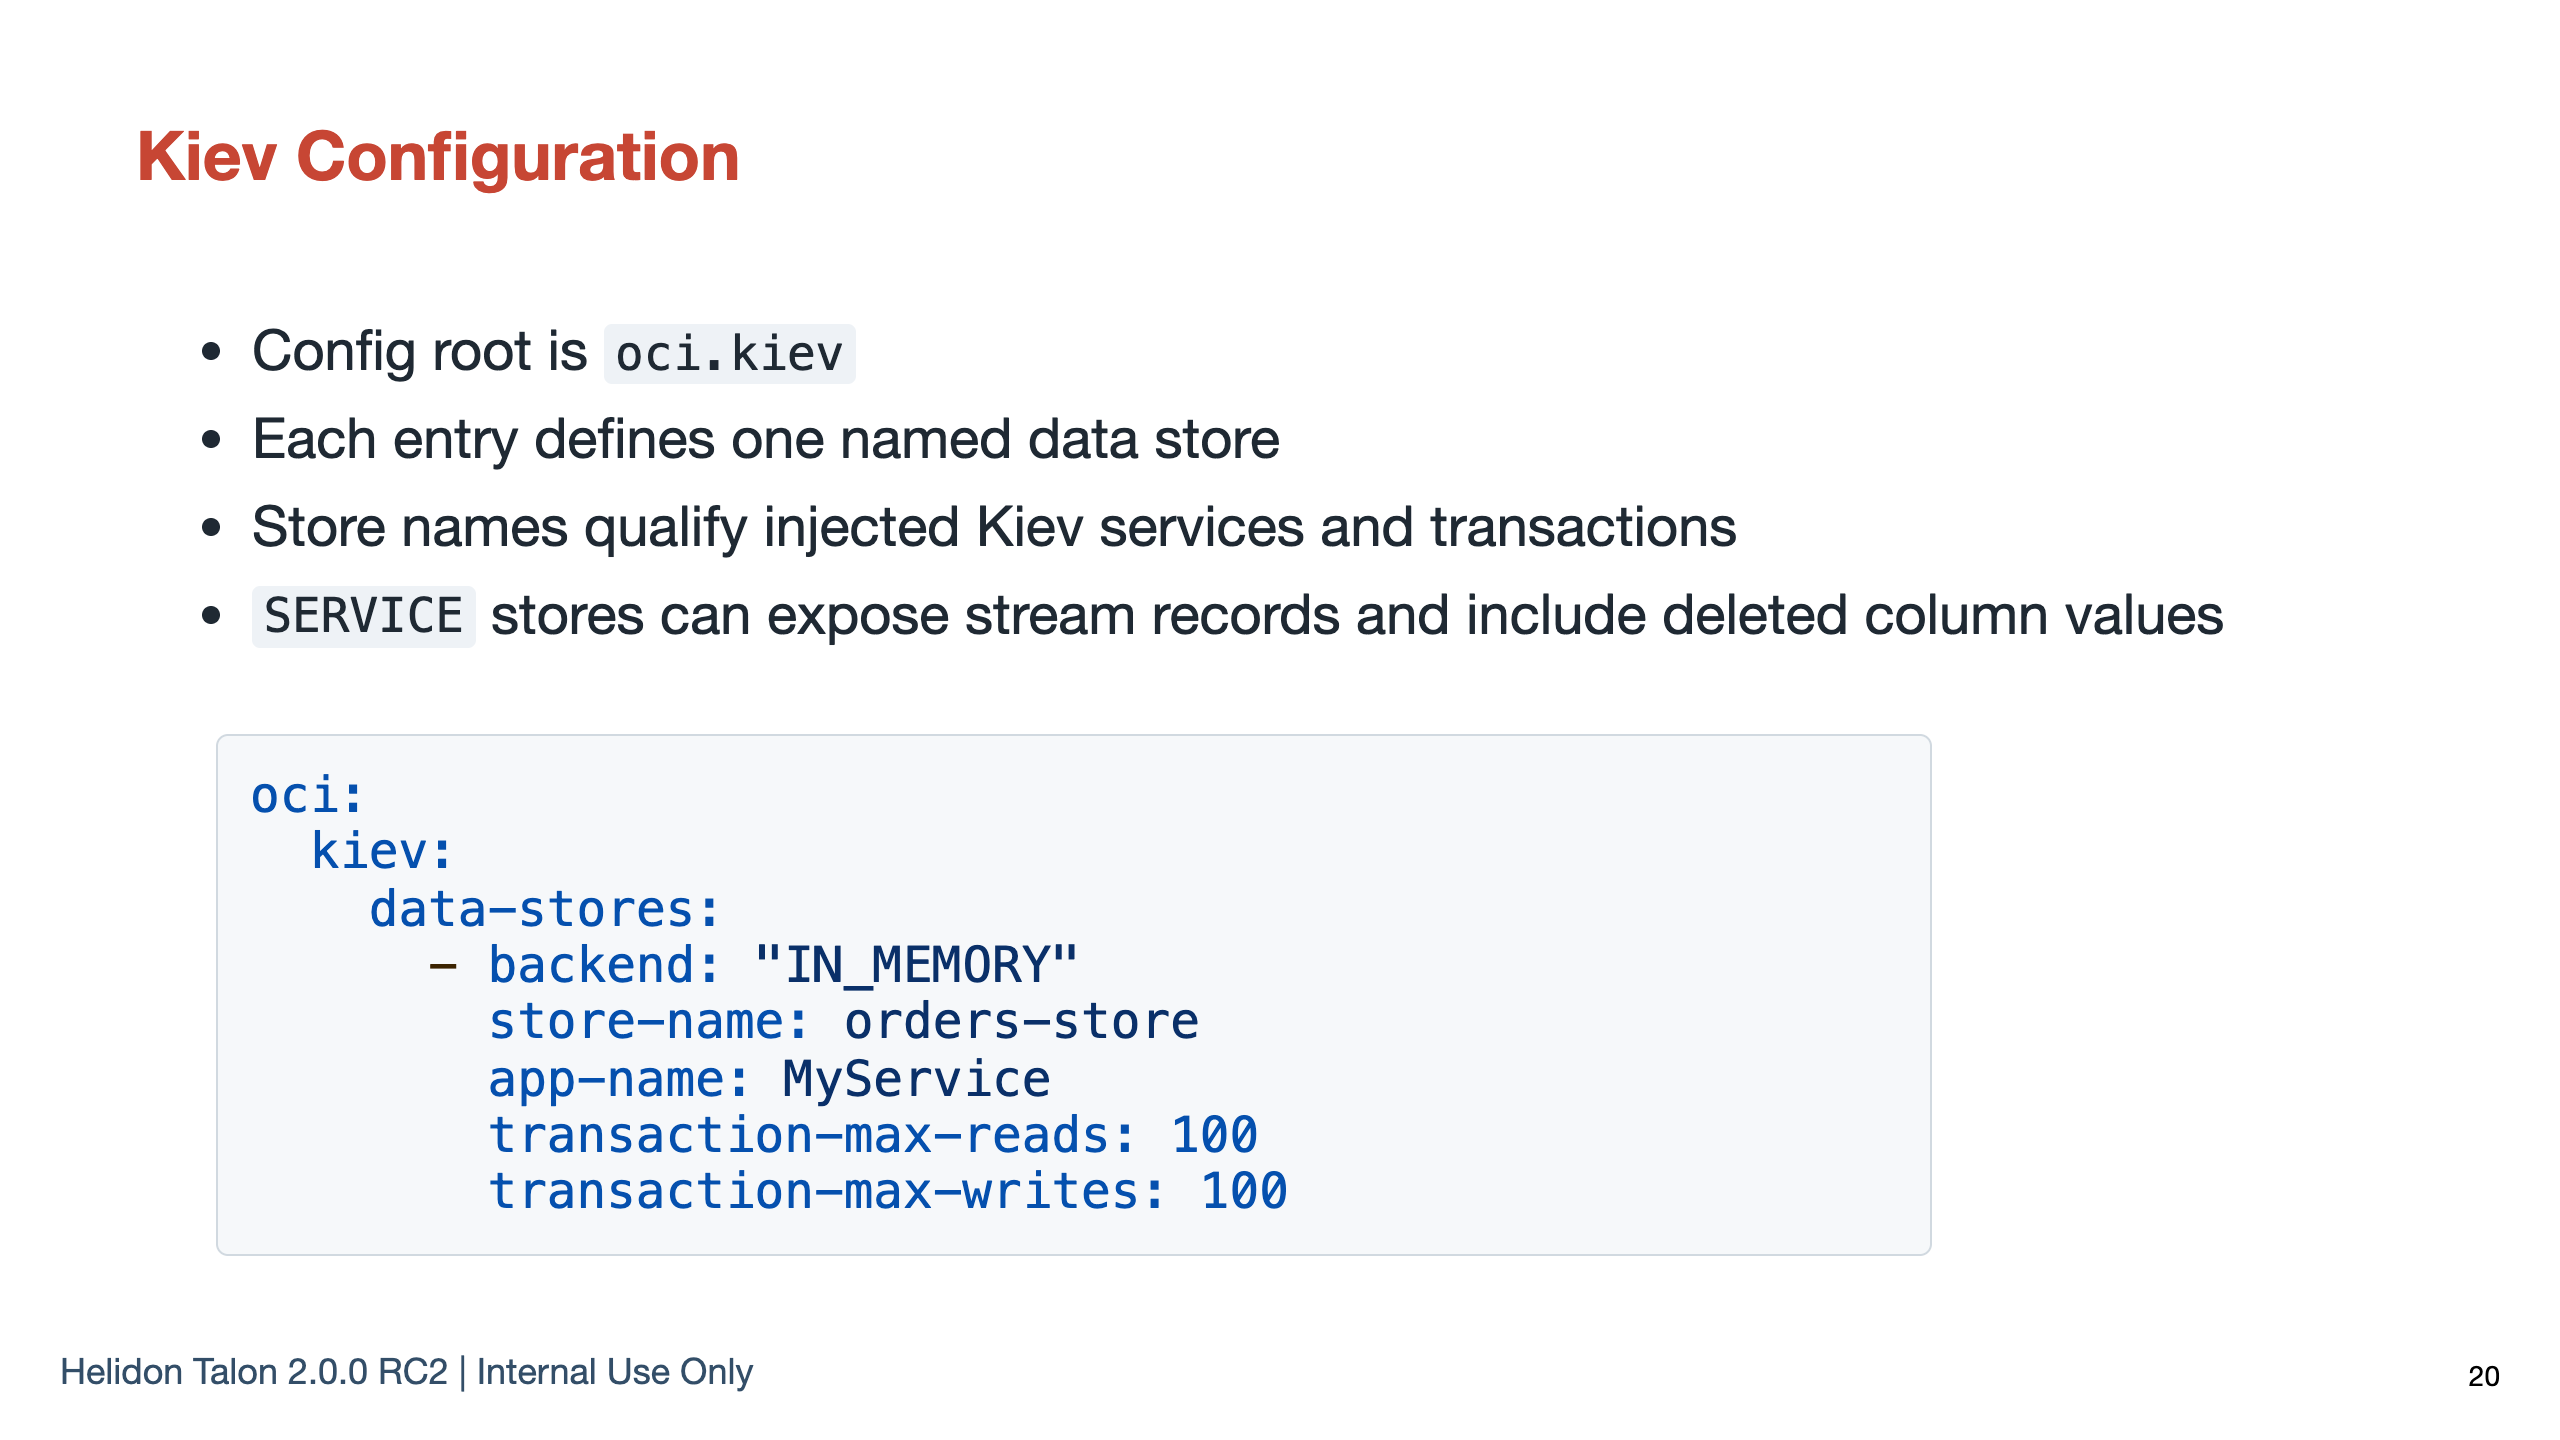 Kiev Configuration
• Config root is oci.kiev
• Each entry defines one named data store
• Store names qualify injected Kiev services and transactions
• SERVICE stores can expose stream records and include deleted column values
oci:
  kiev:
    data-stores:
      - backend: "IN_MEMORY"
        store-name: orders-store
        app-name: MyService
        transaction-max-reads: 100
        transaction-max-writes: 100
Helidon Talon 2.0.0 RC2 | Internal Use Only
20